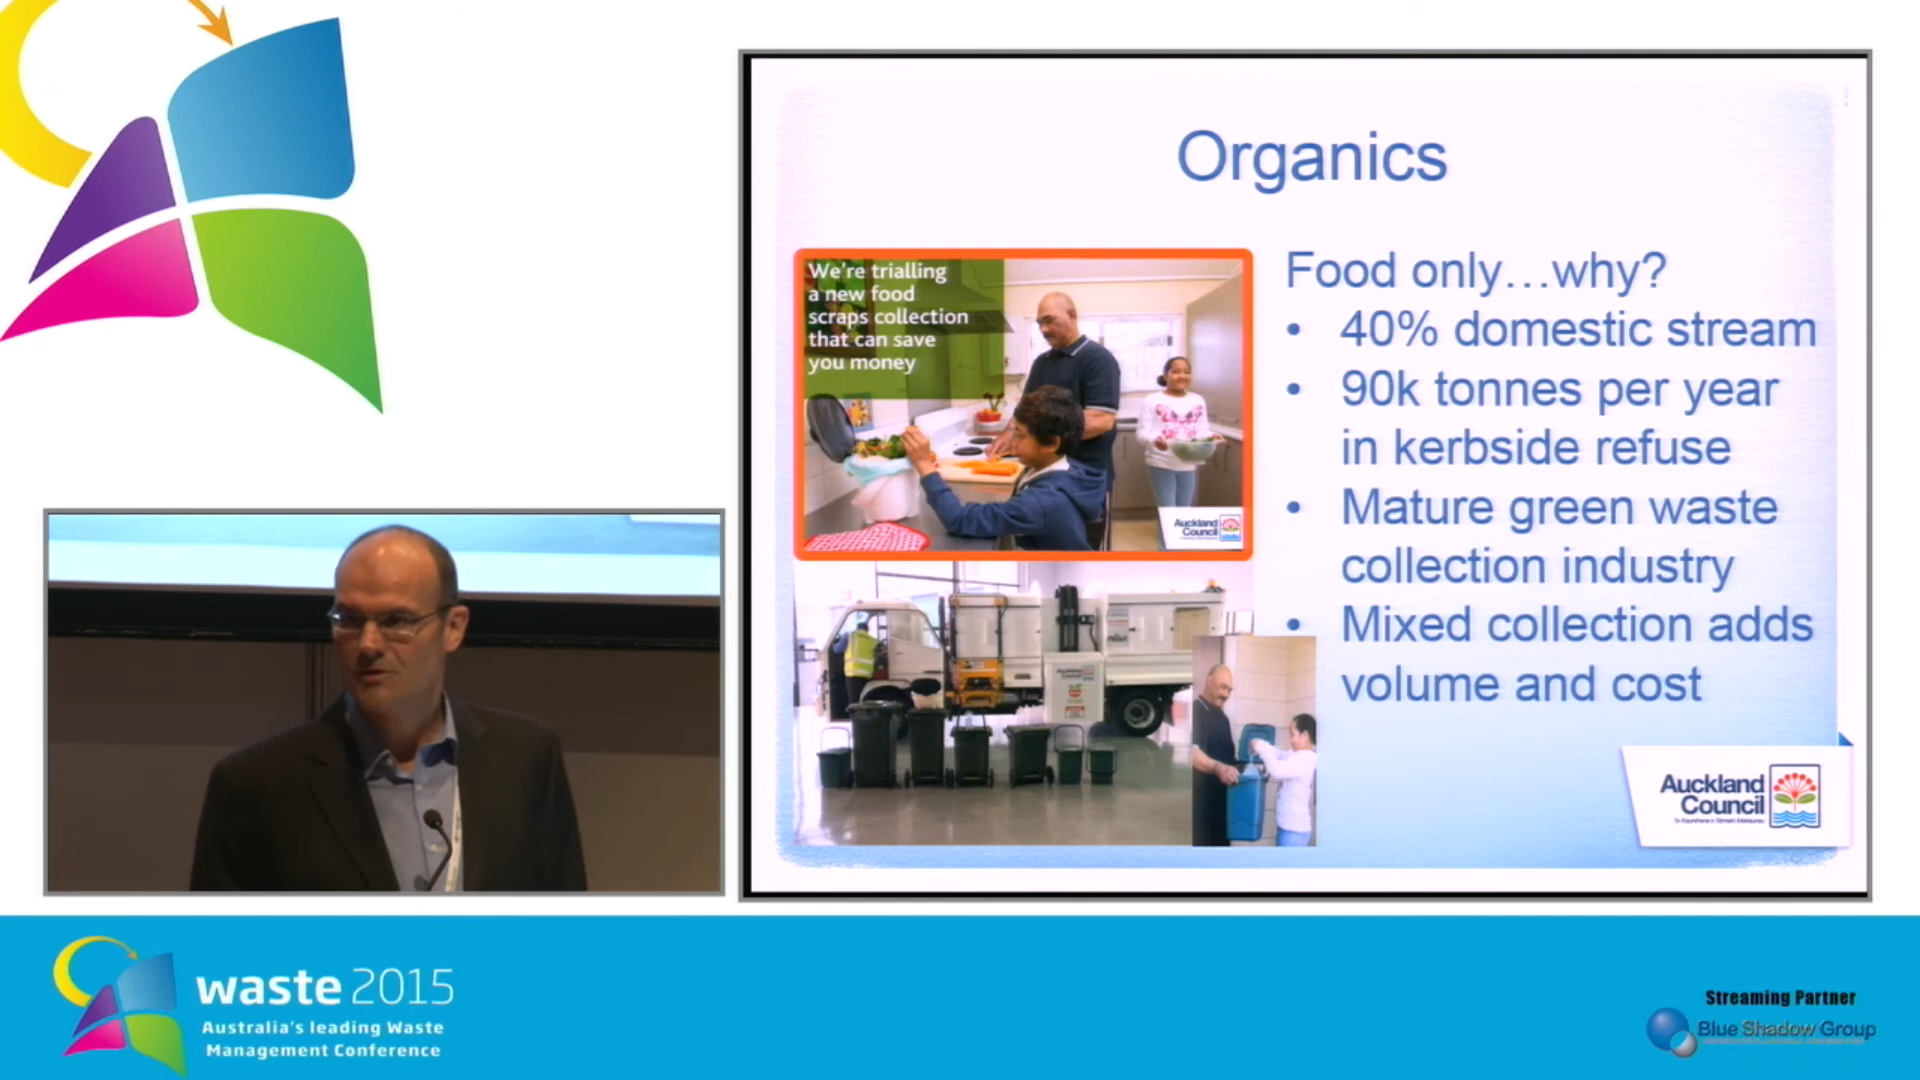 Organics
We're trialling
a new food
scraps collection
that can save
you money
Auckland
Council
Food only...why?
• 40% domestic stream
• 90k tonnes per year
in kerbside refuse
• Mature green waste
collection industry
• Mixed collection adds
volume and cost
Auckland
Council
Auckland
Council
waste 2015
Australia's leading Waste
Management Conference
Streaming Partner
Blue Shadow Group